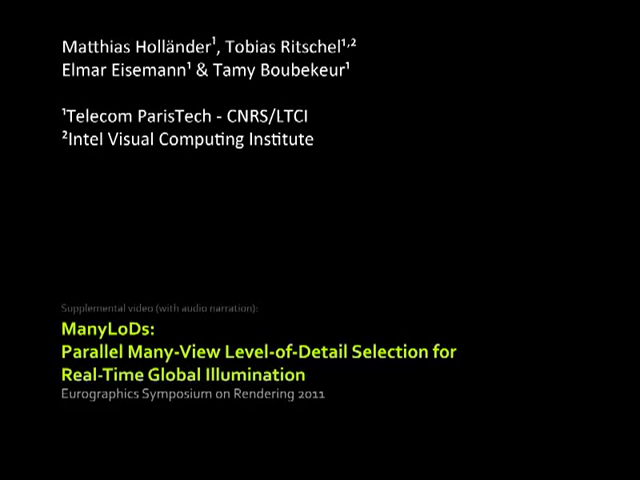 Matthias Holländer¹, Tobias Ritschel¹·²
Elmar Eisemann¹ & Tamy Boubekeur¹
¹Telecom ParisTech - CNRS/LTCI
²Intel Visual Computing Institute
Supplemental video (with audio narration):
ManyLoDs:
Parallel Many-View Level-of-Detail Selection for
Real-Time Global Illumination
Eurographics Symposium on Rendering 2011